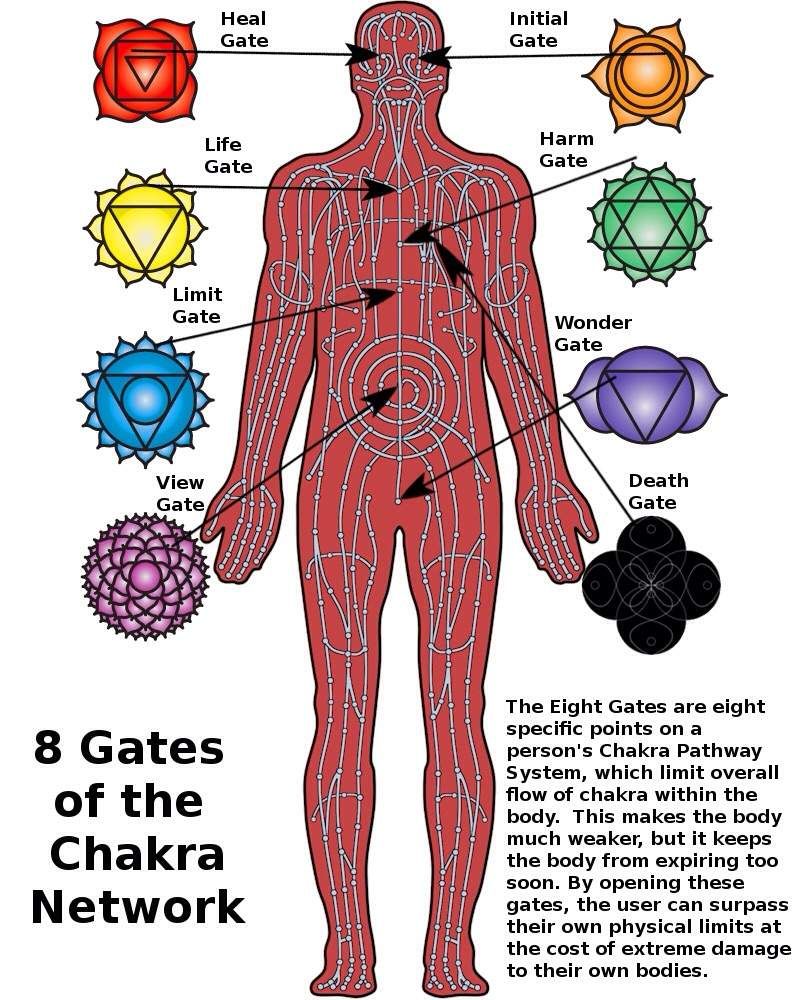 Heal
Gate
Initial
Gate
Life
Gate
Harm
Gate
Limit
Gate
Wonder
Gate
View
Gate
Death
Gate
8 Gates
of the
Chakra
Network
The Eight Gates are eight
specific points on a
person's Chakra Pathway
System, which limit overall
flow of chakra within the
body.  This makes the body
much weaker, but it keeps
the body from expiring too
soon. By opening these
gates, the user can surpass
their own physical limits at
the cost of extreme damage
to their own bodies.